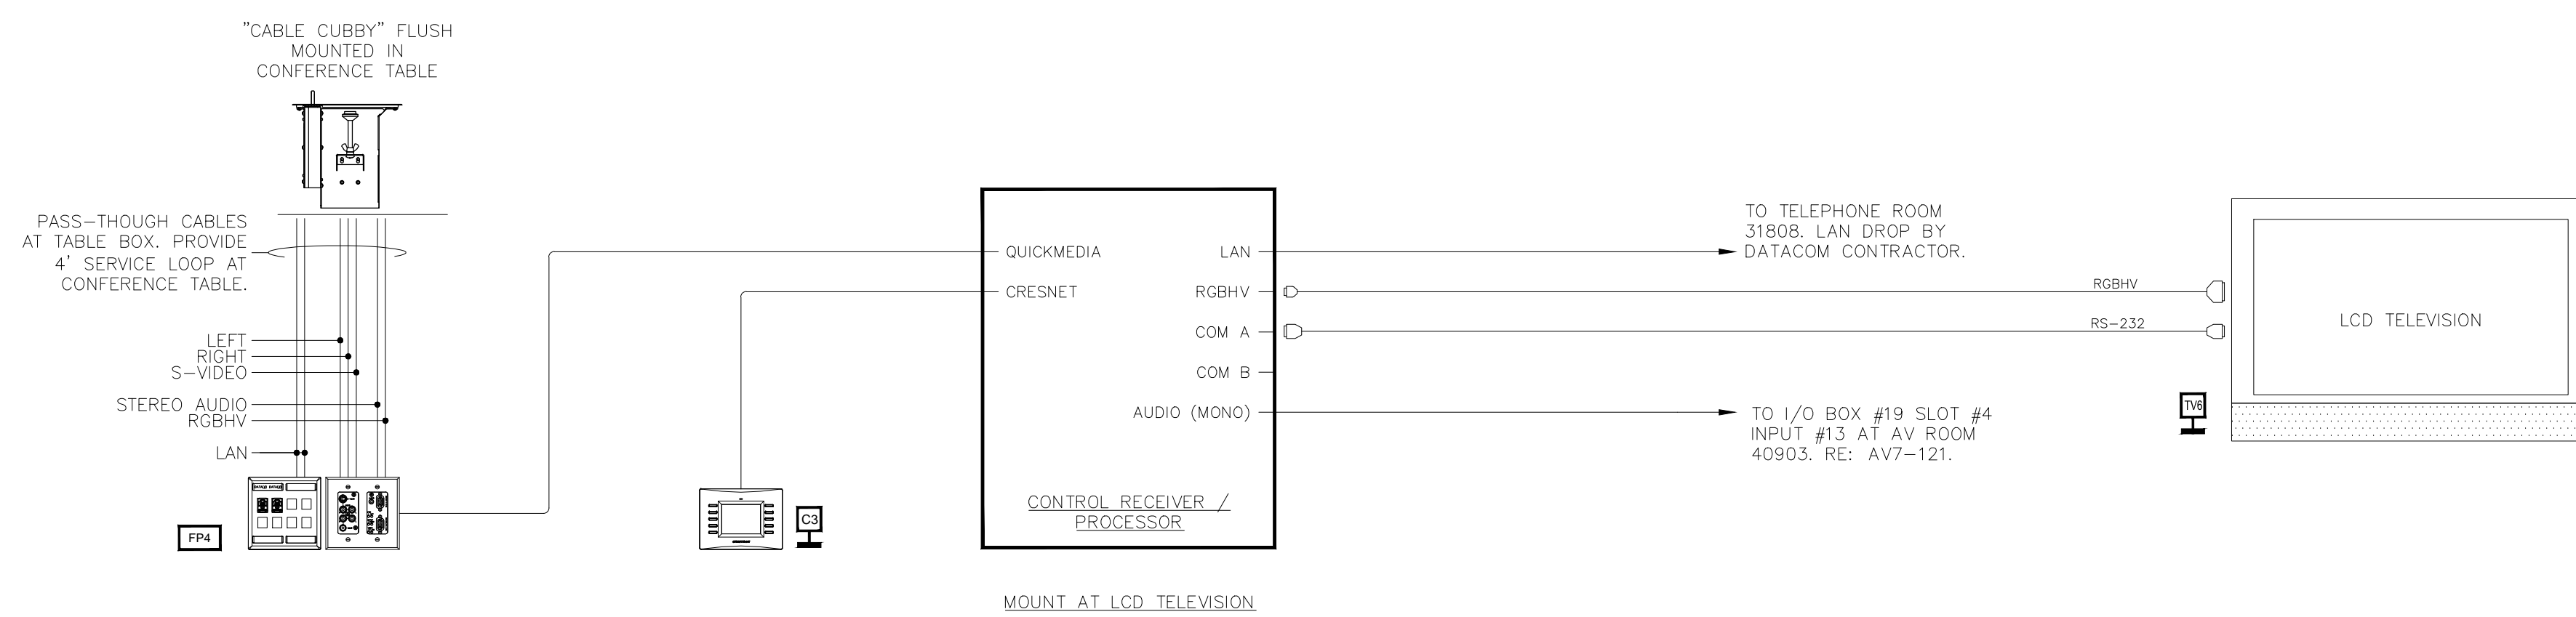 "CABLE CUBBY" FLUSH
MOUNTED IN
CONFERENCE TABLE
PASS-THOUGH CABLES
AT TABLE BOX. PROVIDE
4' SERVICE LOOP AT
CONFERENCE TABLE.
LEFT
RIGHT
S-VIDEO
STEREO AUDIO
RGBHV
LAN
FP4
C3
QUICKMEDIA
CRESNET
LAN
RGBHV
COM A
COM B
AUDIO (MONO)
CONTROL RECEIVER /
PROCESSOR
MOUNT AT LCD TELEVISION
TO TELEPHONE ROOM
31808. LAN DROP BY
DATACOM CONTRACTOR.
RGBHV
RS-232
TO I/O BOX #19 SLOT #4
INPUT #13 AT AV ROOM
40903. RE: AV7-121.
TV6
LCD TELEVISION